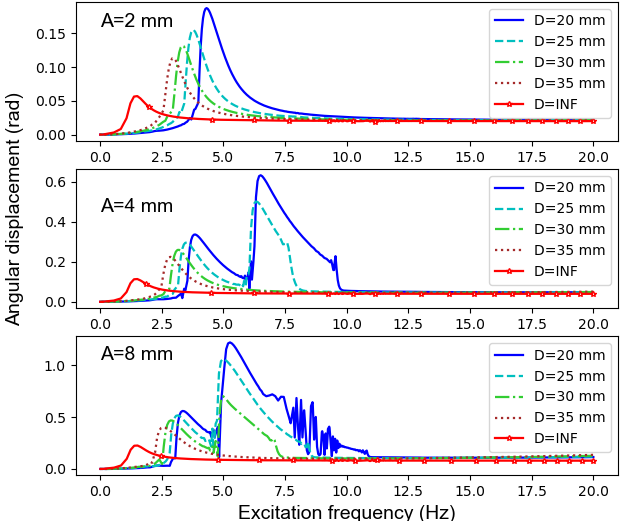 Angular displacement (rad)
A=2 mm
0.15
0.10
0.05
0.00
D=20 mm
D=25 mm
D=30 mm
D=35 mm
D=INF
0.0 2.5 5.0 7.5 10.0 12.5 15.0 17.5 20.0
A=4 mm
0.6
0.4
0.2
0.0
D=20 mm
D=25 mm
D=30 mm
D=35 mm
D=INF
0.0 2.5 5.0 7.5 10.0 12.5 15.0 17.5 20.0
A=8 mm
1.0
0.5
0.0
D=20 mm
D=25 mm
D=30 mm
D=35 mm
D=INF
0.0 2.5 5.0 7.5 10.0 12.5 15.0 17.5 20.0
Excitation frequency (Hz)